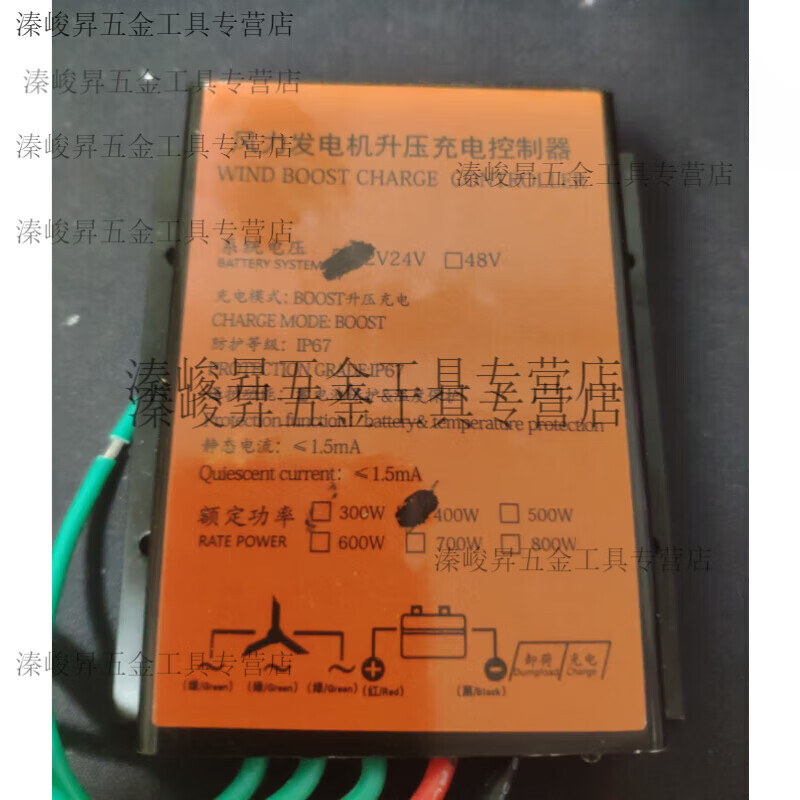 溱峻昇五金工具专营店
溱峻昇五金工具专营店
风力发电机升压充电控制器
溱峻昇五金工具专营店
WIND BOOST CHARGE CONTROLLER
溱峻昇五金工具专营店
溱峻昇五金工具专营店
系统电压
BATTERY SYSTEM 2V24V □48V
充电模式：BOOST升压充电
CHARGE MODE: BOOST
防护等级：IP67
PROTECTION GRADE:IP67
溱峻昇五金工具专营店
溱峻昇五金工具专营店
Protection function: battery& temperature protection
静态电流：≤1.5mA
Quiescent current: ≤1.5mA
额定功率 □300W 400W □500W
RATE POWER □600W □700W □800W
溱峻昇五金工具专营店
溱峻昇五金工具专营店
卸荷 充电
Dumpload Charge
(绿/Green) (绿/Green) (绿/Green) (红/Red) (黑/Black)